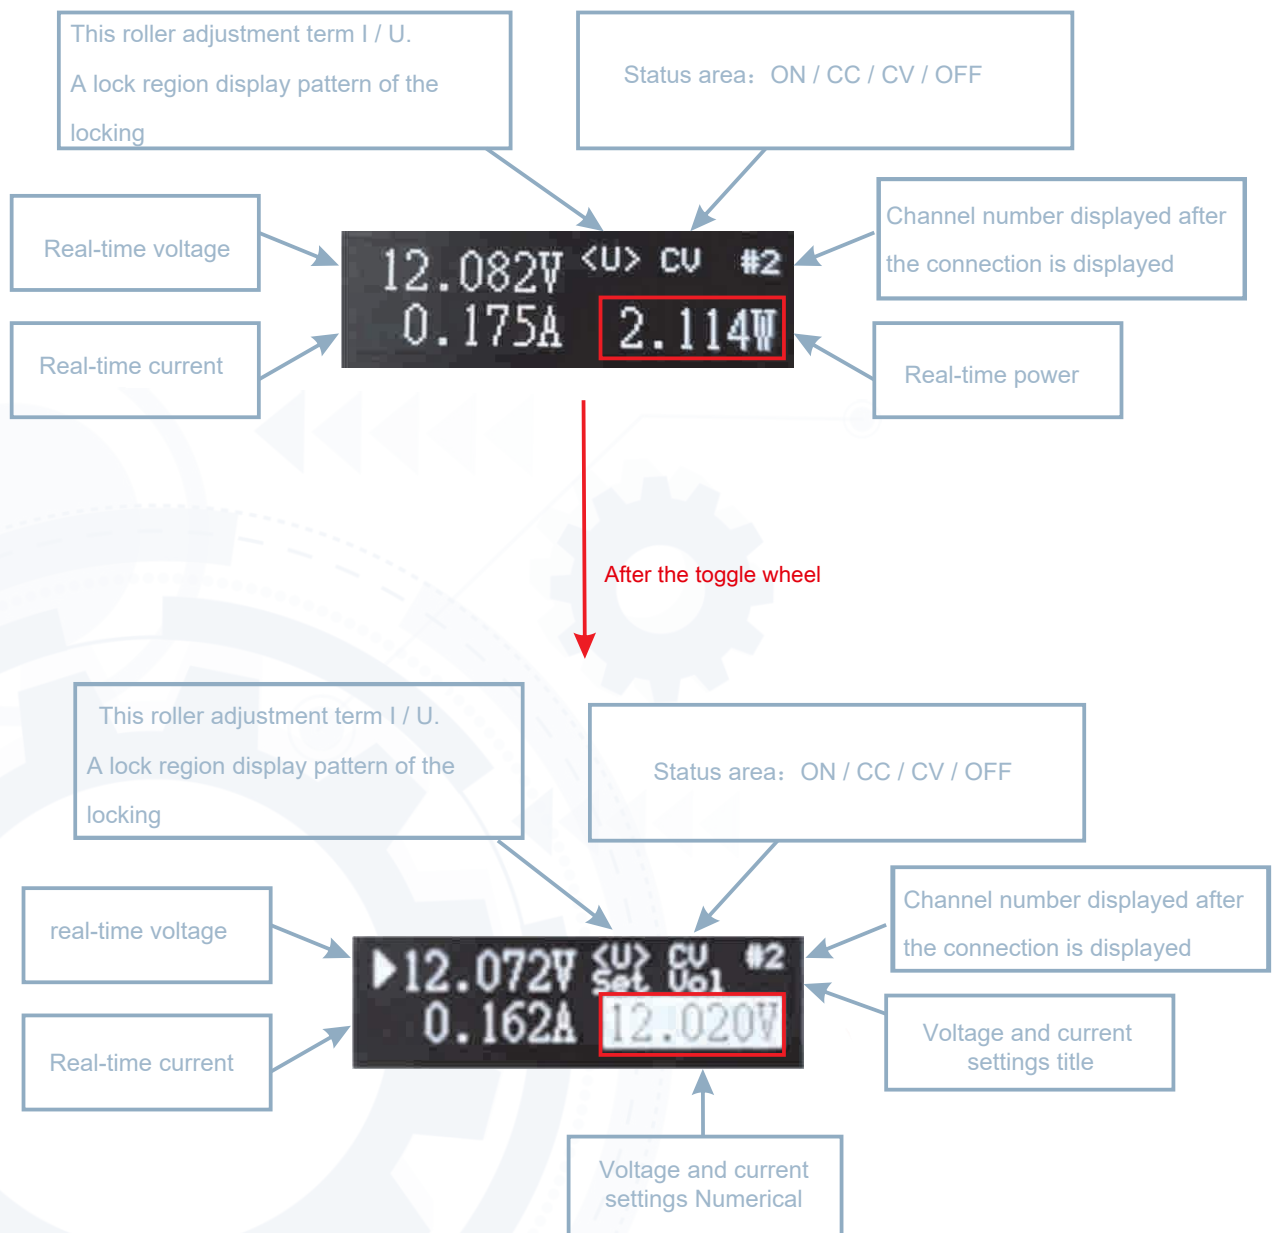 This roller adjustment term I / U.
A lock region display pattern of the
locking
Status area：ON / CC / CV / OFF
Real-time voltage
Channel number displayed after
the connection is displayed
12.082V <U> CV #2
0.175A 2.114W
Real-time current
Real-time power
After the toggle wheel
This roller adjustment term I / U.
A lock region display pattern of the
locking
Status area：ON / CC / CV / OFF
real-time voltage
Channel number displayed after
the connection is displayed
12.072V <U> CV #2
Set Vol
0.162A 12.020V
Real-time current
Voltage and current
settings title
Voltage and current
settings Numerical